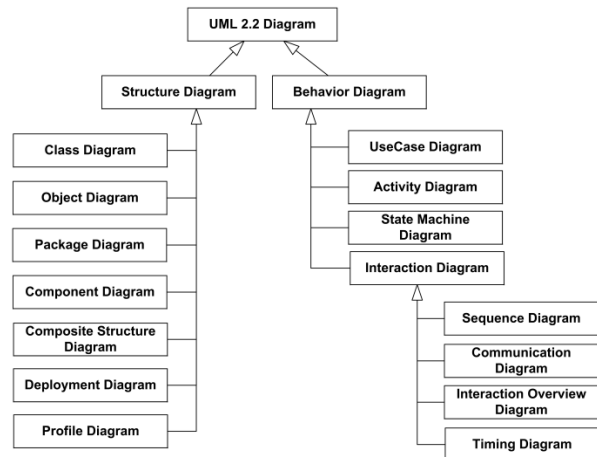 UML 2.2 Diagram
Structure Diagram
Behavior Diagram
Class Diagram
Object Diagram
Package Diagram
Component Diagram
Composite Structure
Diagram
Deployment Diagram
Profile Diagram
UseCase Diagram
Activity Diagram
State Machine
Diagram
Interaction Diagram
Sequence Diagram
Communication
Diagram
Interaction Overview
Diagram
Timing Diagram